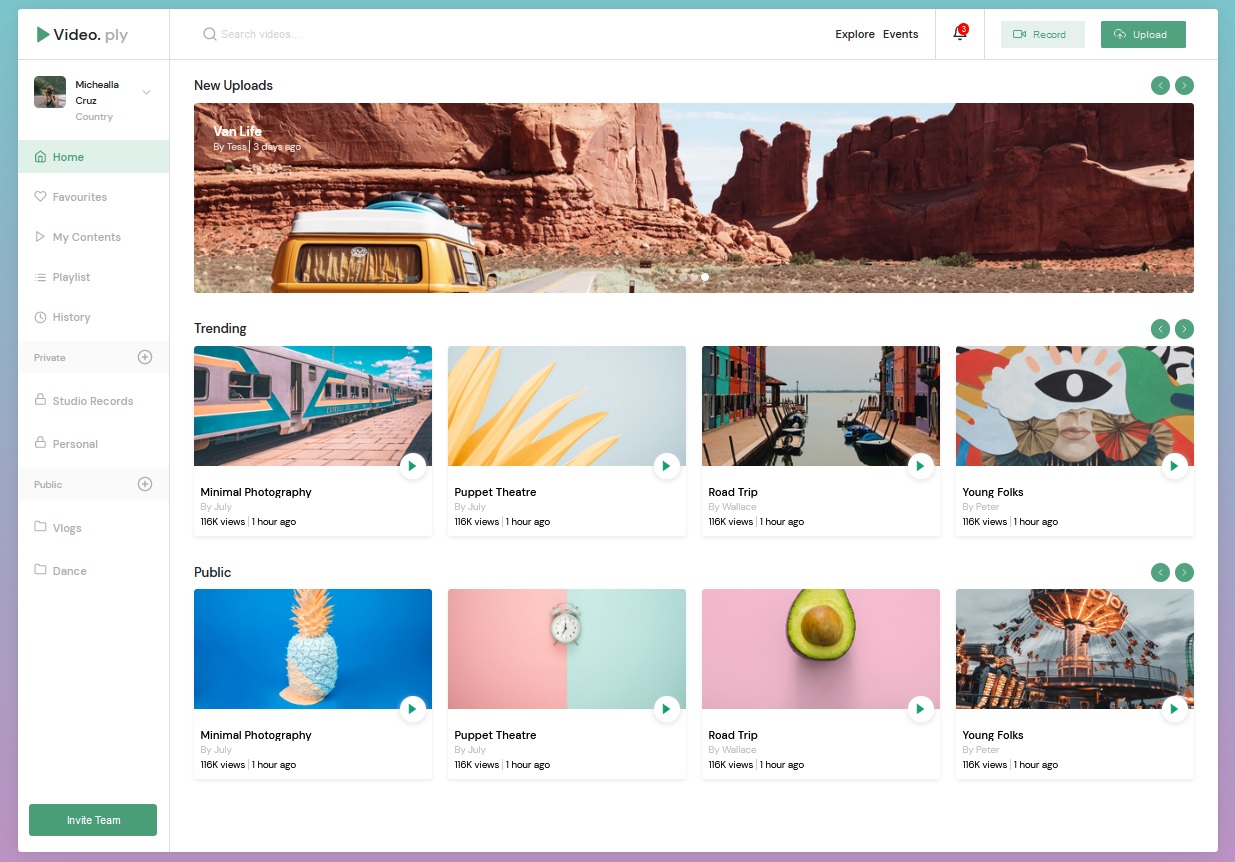 Video. ply
Search videos...
Explore Events
3
Record
Upload
Michealla
Cruz
Country
Home
Favourites
My Contents
Playlist
History
Private
Studio Records
Personal
Public
Vlogs
Dance
Invite Team
New Uploads
Van Life
By Tess | 3 days ago
Trending
Minimal Photography
By July
116K views | 1 hour ago
Puppet Theatre
By July
116K views | 1 hour ago
Road Trip
By Wallace
116K views | 1 hour ago
Young Folks
By Peter
116K views | 1 hour ago
Public
Minimal Photography
By July
116K views | 1 hour ago
Puppet Theatre
By July
116K views | 1 hour ago
Road Trip
By Wallace
116K views | 1 hour ago
Young Folks
By Peter
116K views | 1 hour ago